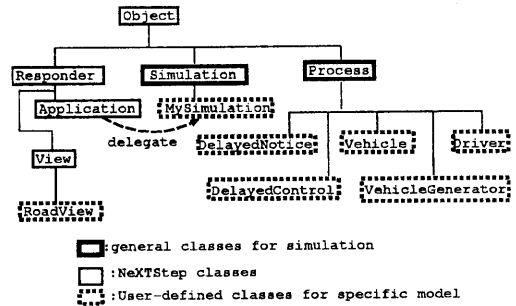 Object
Responder Simulation Process
Application MySimulation
delegate DelayedNotice Vehicle Driver
View
DelayedControl VehicleGenerator
RoadView
:general classes for simulation
:NeXTStep classes
:User-defined classes for specific model